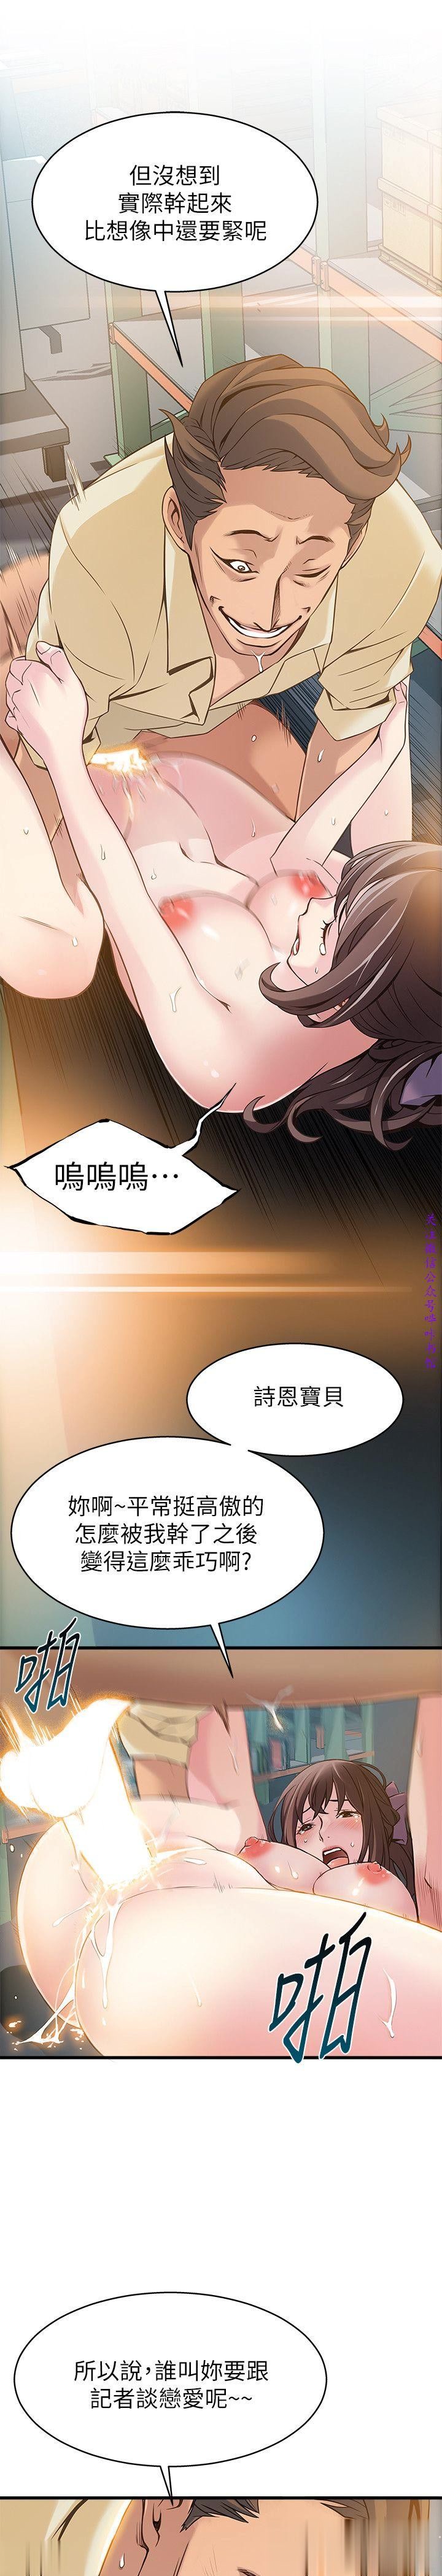 但沒想到
實際幹起來
比想像中還要緊呢
嗚嗚嗚…
詩恩寶貝
妳啊~平常挺高傲的
怎麼被我幹了之後
變得這麼乖巧啊?
啪
啪
所以說,誰叫妳要跟
記者談戀愛呢~~